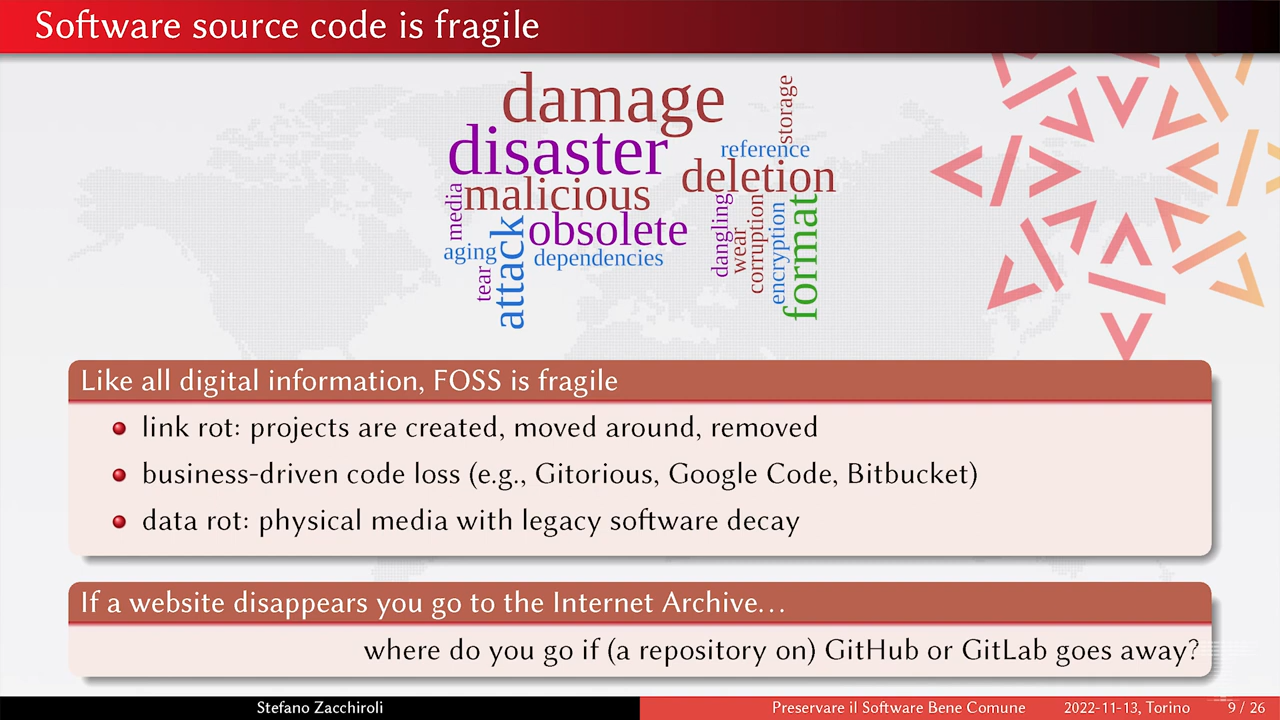 Software source code is fragile
damage
storage
disaster
reference
deletion
malicious
media
obsolete
dangling
wear
corruption
encryption
format
attack
aging
dependencies
tear
Like all digital information, FOSS is fragile
link rot: projects are created, moved around, removed
business-driven code loss (e.g., Gitorious, Google Code, Bitbucket)
data rot: physical media with legacy software decay
If a website disappears you go to the Internet Archive…
where do you go if (a repository on) GitHub or GitLab goes away?
Stefano Zacchiroli
Preservare il Software Bene Comune
2022-11-13, Torino
9 / 26